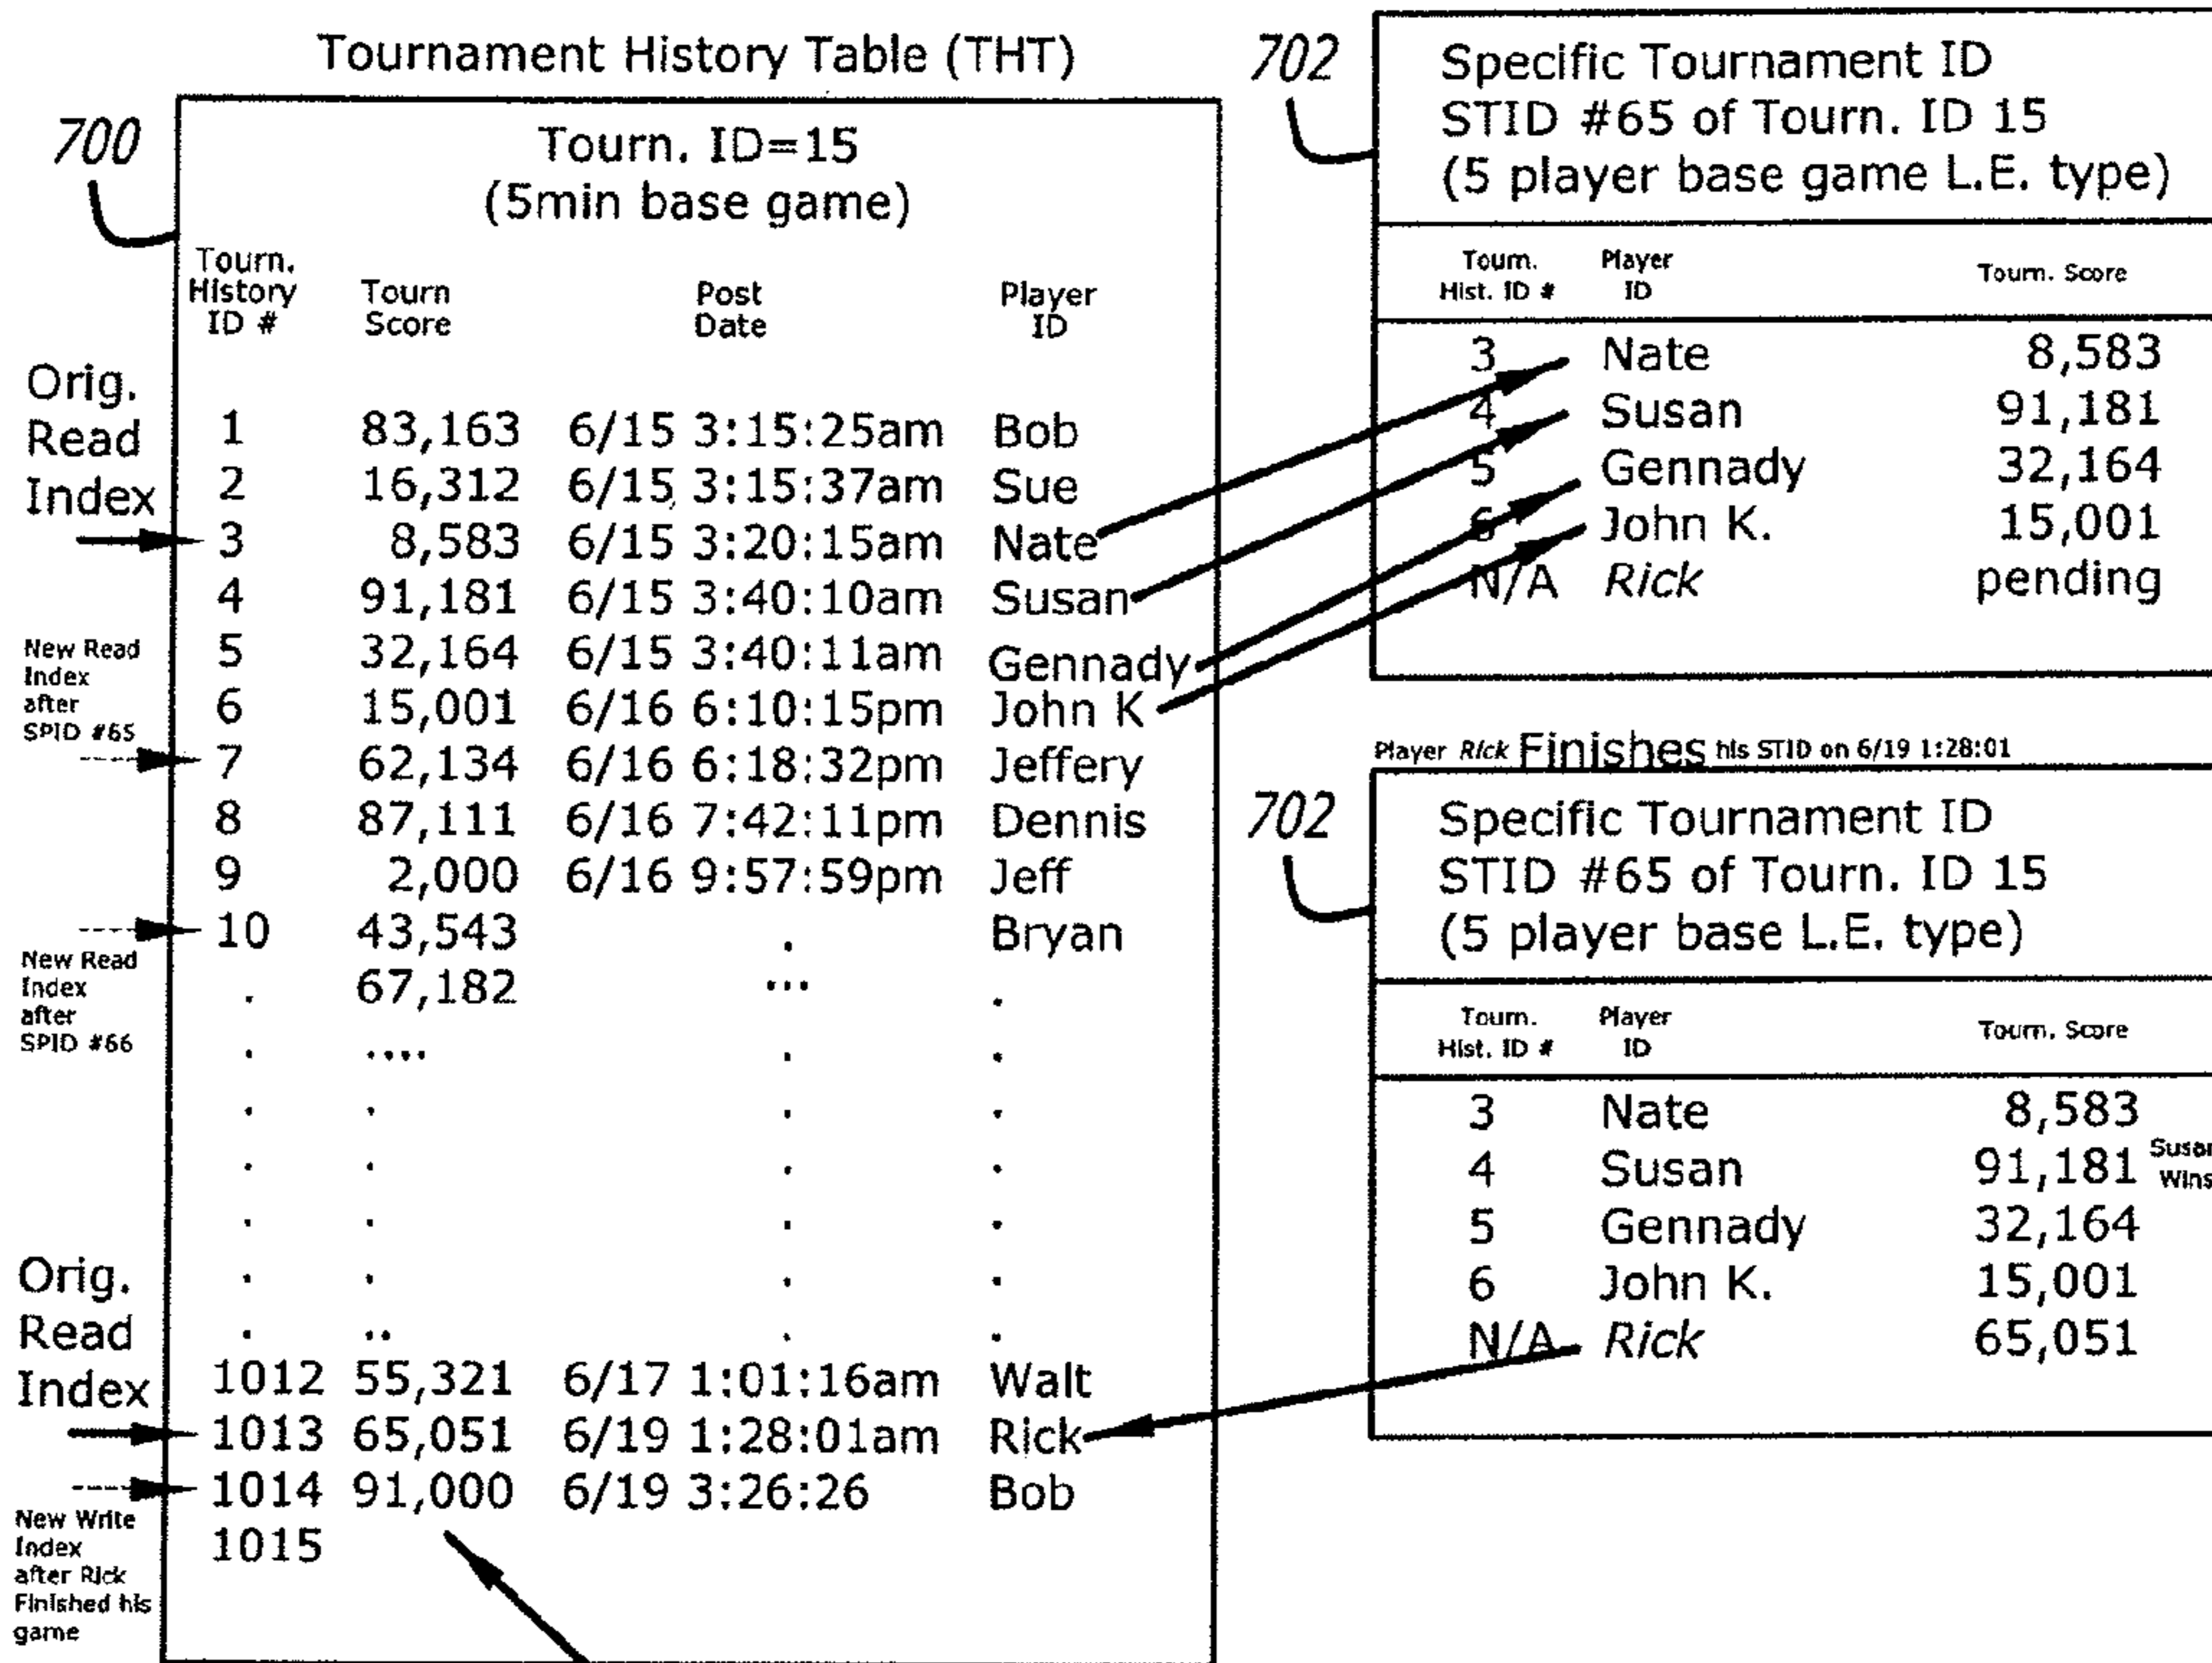 Tournament History Table (THT)
700
Tourn. ID=15
(5min base game)
Tourn.
History
ID #
Tourn
Score
Post
Date
Player
ID
Orig.
Read
Index
1 83,163 6/15 3:15:25am Bob
2 16,312 6/15 3:15:37am Sue
3 8,583 6/15 3:20:15am Nate
4 91,181 6/15 3:40:10am Susan
5 32,164 6/15 3:40:11am Gennady
6 15,001 6/16 6:10:15pm John K
7 62,134 6/16 6:18:32pm Jeffery
8 87,111 6/16 7:42:11pm Dennis
9 2,000 6/16 9:57:59pm Jeff
10 43,543 . Bryan
. 67,182 ... .
. .... . .
. . . .
. . . .
. . . .
. . . .
. .. . .
1012 55,321 6/17 1:01:16am Walt
1013 65,051 6/19 1:28:01am Rick
1014 91,000 6/19 3:26:26 Bob
1015
New Read
Index
after
SPID #65
New Read
Index
after
SPID #66
Orig.
Read
Index
New Write
Index
after Rick
Finished his
game
702
Specific Tournament ID
STID #65 of Tourn. ID 15
(5 player base game L.E. type)
Tourn.
Hist. ID #
Player
ID
Tourn. Score
3 Nate 8,583
4 Susan 91,181
5 Gennady 32,164
6 John K. 15,001
N/A Rick pending
Player Rick Finishes his STID on 6/19 1:28:01
702
Specific Tournament ID
STID #65 of Tourn. ID 15
(5 player base L.E. type)
Tourn.
Hist. ID #
Player
ID
Tourn. Score
3 Nate 8,583
4 Susan 91,181 Susan
Wins
5 Gennady 32,164
6 John K. 15,001
N/A Rick 65,051